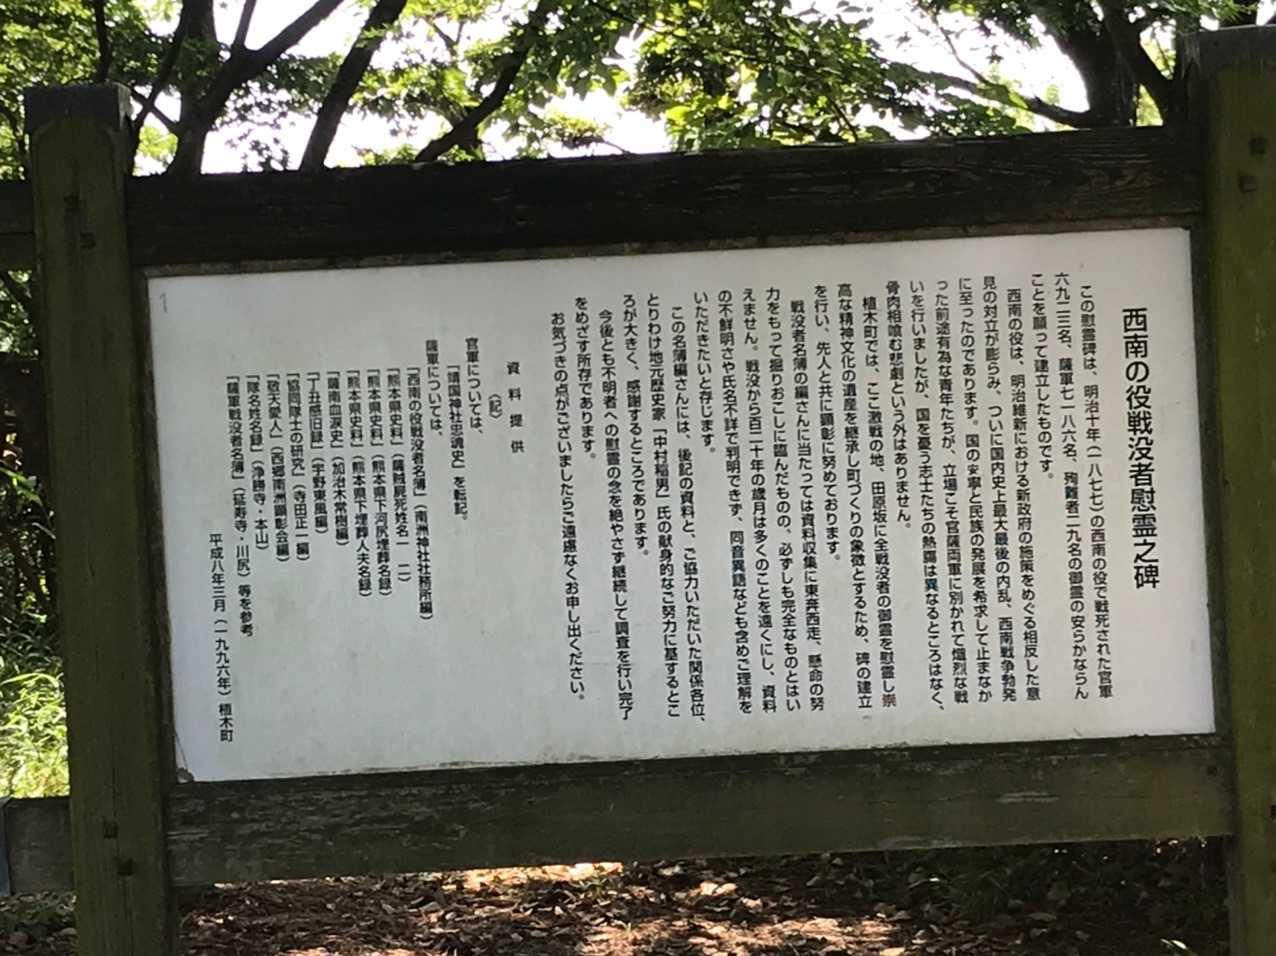 西南の役戦没者慰霊之碑
この慰霊碑は、明治十年（一八七七）の西南の役で戦死された官軍
六九二三名、薩軍七一八六名、殉難者二九名の御霊の安らかならん
ことを願って建立したものです。
西南の役は、明治維新における新政府の施策をめぐる相反した意
見の対立が膨らみ、ついに国内史上最大最後の内乱、西南戦争勃発
に至ったのであります。国の安寧と民族の発展を希求して止まなか
った前途有為な青年たちが、立場こそ官薩両軍に別かれて熾烈な戦
いを行いましたが、国を憂う志士たちの熱膓は異なるところはなく、
骨肉相喰む悲劇という外はありません。
植木町では、ここ激戦の地、田原坂に全戦没者の御霊を慰霊し崇
高な精神文化の遺産を継承し町づくりの象徴とするため、碑の建立
を行い、先人と共に顕彰に努めております。
戦没者名簿の編さんに当たっては資料収集に東奔西走、懸命の努
力をもって掘りおこしに臨んだものの、必ずしも完全なものとはい
えません。戦没から百二十年の歳月は多くのことを遠くにし、資料
の不鮮明さや氏名不詳で判明できず、同音異語なども含めご理解を
いただきたいと存じます。
この名簿編さんには、後記の資料と、ご協力いただいた関係各位、
とりわけ地元歴史家「中村稲男」氏の献身的なご努力に基するとこ
ろが大きく、感謝するところであります。
今後とも不明者への慰霊の念を絶やさず継続して調査を行い完了
をめざす所存であります。
お気づきの点がございましたらご遠慮なくお申し出ください。
資料提供
（記）
官軍については、
「靖国神社忠魂史」を転記。
薩軍については、
「西南の役戦没者名簿」（南洲神社社務所編）
「熊本県史料」（薩賊屍死姓名一 一二）
「熊本県史料」（熊本県下河尻埋葬名録）
「熊本県史料」（熊本県下埋葬人夫名録）
「薩南血涙史」（加治木常樹編）
「丁丑感旧録」（宇野東風編）
「協同隊士の研究」（寺田正一編）
「敬天愛人」（西郷南洲顕彰会編）
「隊名姓名録」（浄勝寺・本山）
「薩軍戦没者名簿」（延寿寺・川尻）等を参考
平成八年三月（一九九六年）植木町